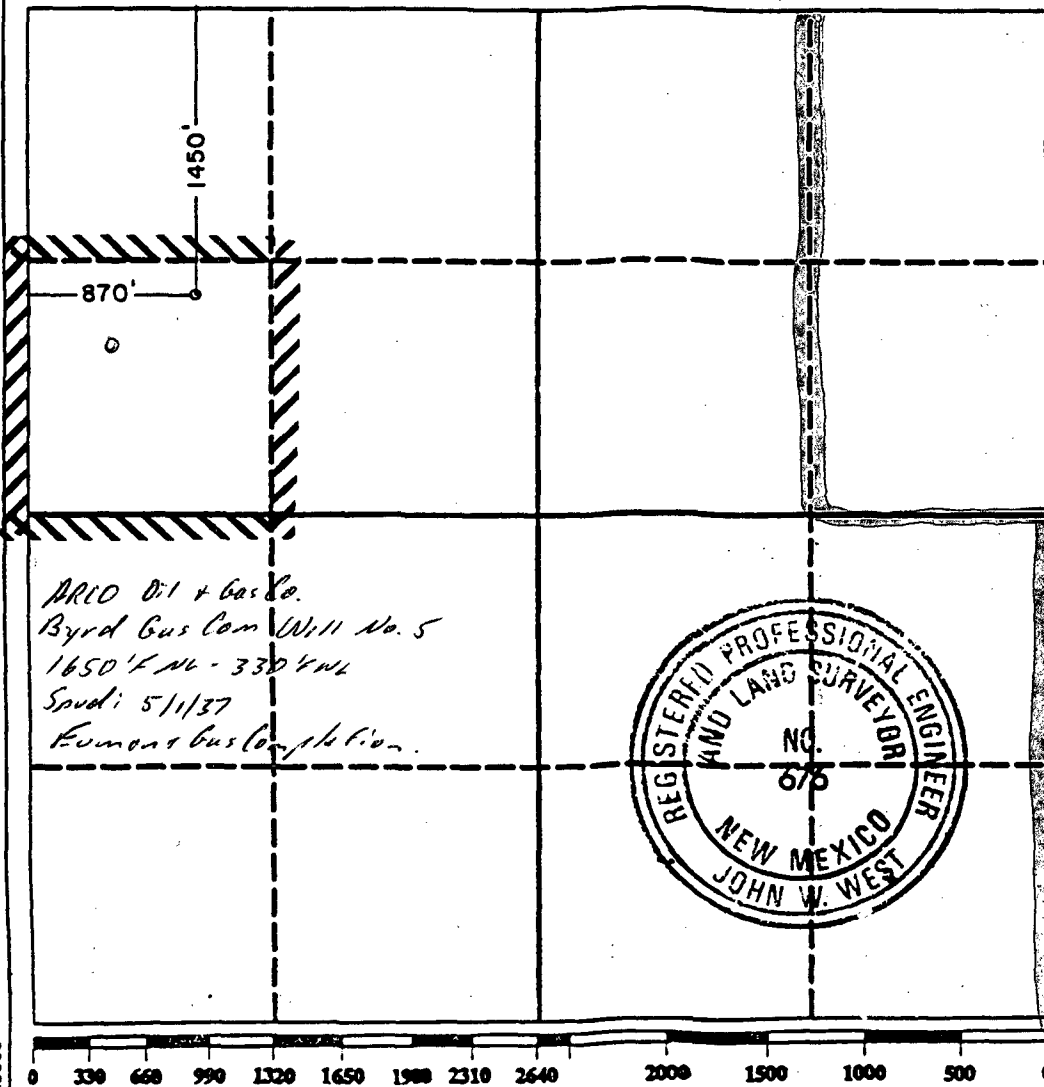 1450'
870'
ARCO Oil & Gas Co.
Byrd Gas Com Well No. 5
1650' FNL - 330' FWL
Spud: 5/1/37
Eumont Gas Completion.
REGISTERED PROFESSIONAL ENGINEER
AND LAND SURVEYOR
NO.
676
NEW MEXICO
JOHN W. WEST
0 330 660 990 1320 1650 1980 2310 2640 2000 1500 1000 500